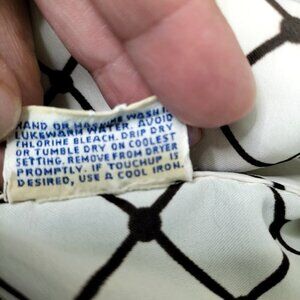 HAND OR MACHINE WASH IN
LUKEWARM WATER. AVOID
CHLORINE BLEACH. DRIP DRY
OR TUMBLE DRY ON COOLEST
SETTING. REMOVE FROM DRYER
PROMPTLY. IF TOUCHUP IS
DESIRED, USE A COOL IRON.